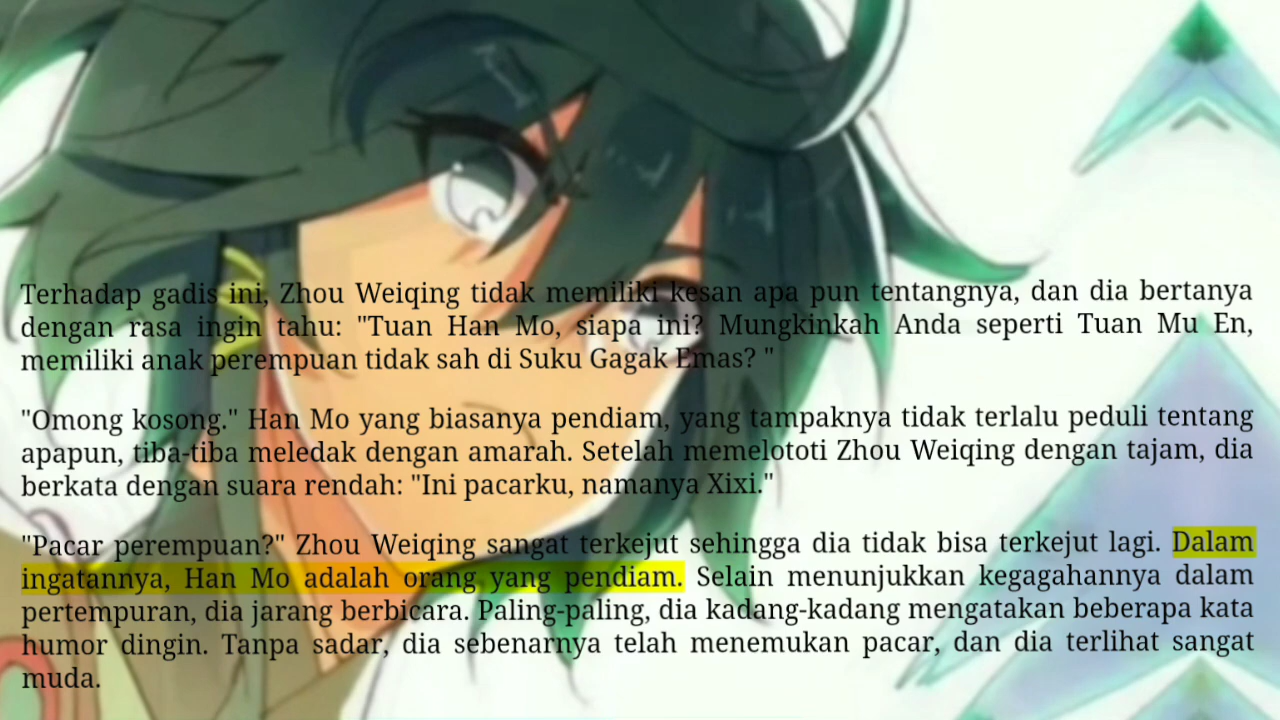 Terhadap gadis ini, Zhou Weiqing tidak memiliki kesan apa pun tentangnya, dan dia bertanya
dengan rasa ingin tahu: "Tuan Han Mo, siapa ini? Mungkinkah Anda seperti Tuan Mu En,
memiliki anak perempuan tidak sah di Suku Gagak Emas? "
"Omong kosong." Han Mo yang biasanya pendiam, yang tampaknya tidak terlalu peduli tentang
apapun, tiba-tiba meledak dengan amarah. Setelah memelototi Zhou Weiqing dengan tajam, dia
berkata dengan suara rendah: "Ini pacarku, namanya Xixi."
"Pacar perempuan?" Zhou Weiqing sangat terkejut sehingga dia tidak bisa terkejut lagi. Dalam
ingatannya, Han Mo adalah orang yang pendiam. Selain menunjukkan kegagahannya dalam
pertempuran, dia jarang berbicara. Paling-paling, dia kadang-kadang mengatakan beberapa kata
humor dingin. Tanpa sadar, dia sebenarnya telah menemukan pacar, dan dia terlihat sangat
muda.